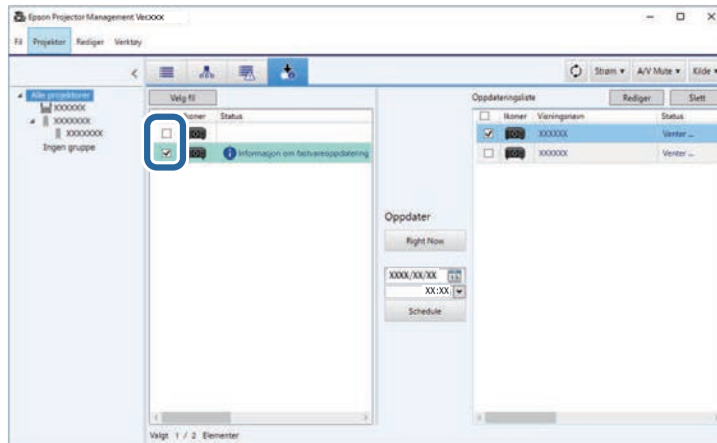 Epson Projector Management Ver.XXXX
Fil Projektor Rediger Verktøy
Strøm A/V Mute Kilde
Alle projektorer
XXXXXX
XXXXXXX
XXXXXXX
Ingen gruppe
Velg fil
Ikoner Status
Informasjon om fastvareoppdatering
Oppdater
Right Now
XXXX/XX/XX
XX:XX
Schedule
Oppdateringsliste Rediger Slett
Ikoner Visningsnavn Status
XXXXXX Venter ...
XXXXXX Venter ...
Valgt 1 / 2 Elementer